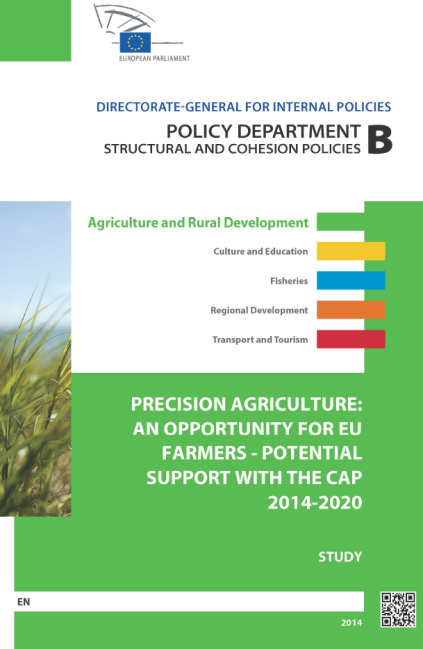 EUROPEAN PARLIAMENT
DIRECTORATE-GENERAL FOR INTERNAL POLICIES
POLICY DEPARTMENT B
STRUCTURAL AND COHESION POLICIES
Agriculture and Rural Development
Culture and Education
Fisheries
Regional Development
Transport and Tourism
PRECISION AGRICULTURE:
AN OPPORTUNITY FOR EU
FARMERS - POTENTIAL
SUPPORT WITH THE CAP
2014-2020
STUDY
EN
2014